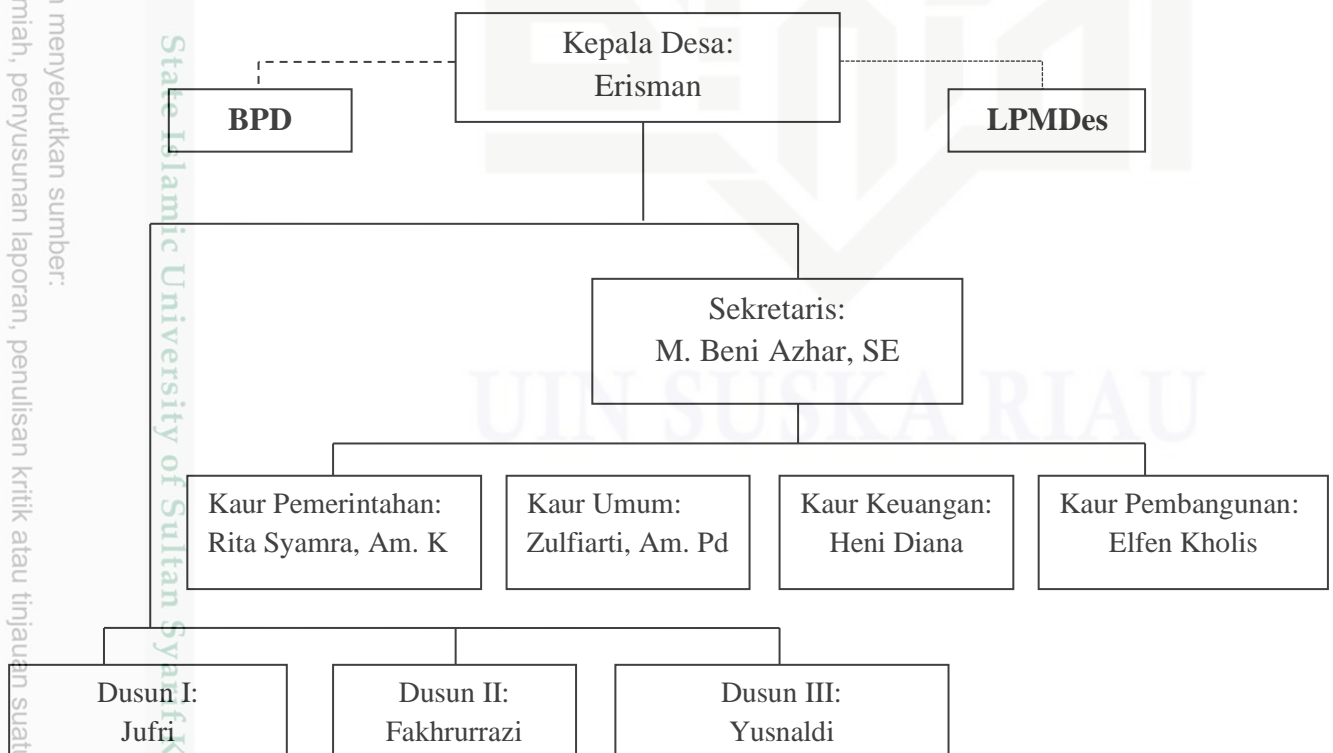 Kepala Desa:
Erisman
BPD
LPMDes
Sekretaris:
M. Beni Azhar, SE
UIN SUSKA RIAU
Kaur Pemerintahan:
Rita Syamra, Am. K
Kaur Umum:
Zulfiarti, Am. Pd
Kaur Keuangan:
Heni Diana
Kaur Pembangunan:
Elfen Kholis
Dusun I:
Jufri
Dusun II:
Fakhrurrazi
Dusun III:
Yusnaldi
State Islamic University of Sultan Syarif K
menyebutkan sumber:
miah, penyusunan laporan, penulisan kritik atau tinjauan suatu